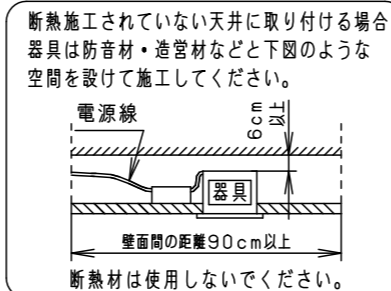 断熱施工されていない天井に取り付ける場合
器具は防音材・造営材などと下図のような
空間を設けて施工してください。
電源線
6cm
以上
器具
壁面間の距離90cm以上
断熱材は使用しないでください。